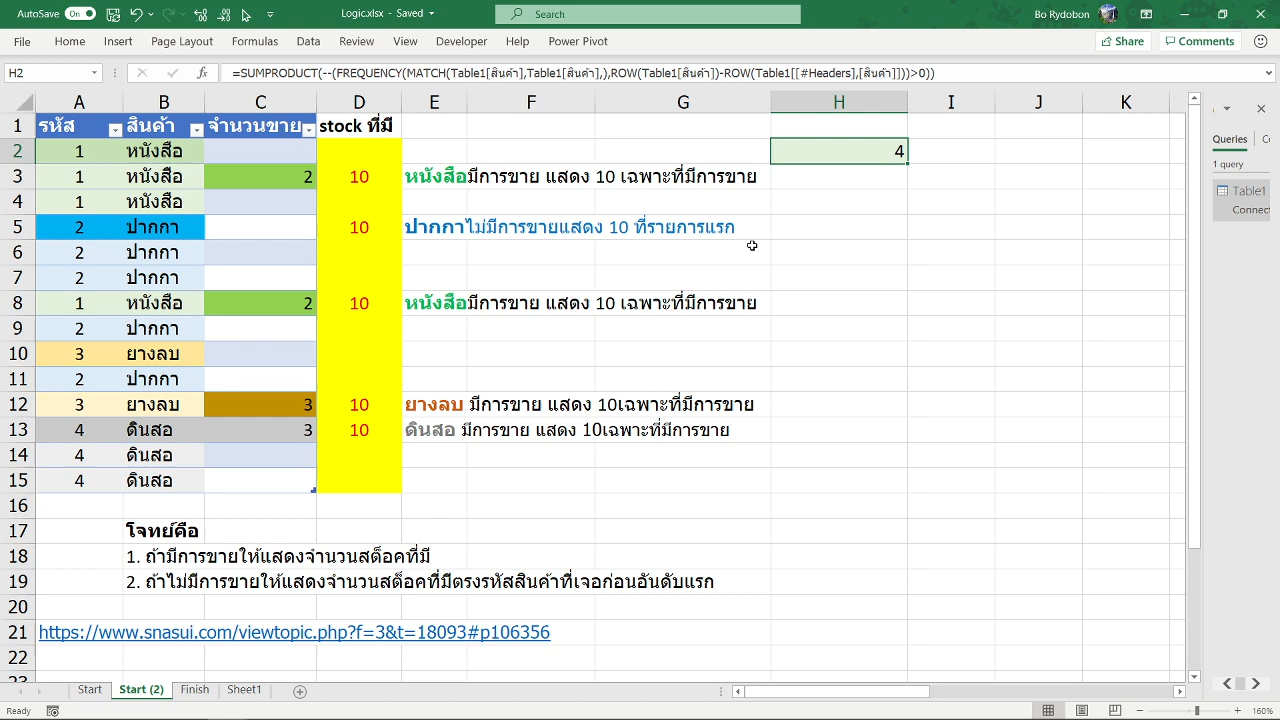 AutoSave On Logic.xlsx - Saved Search Bo Rydobon
File Home Insert Draw Page Layout Formulas Data Review View Developer Help Power Pivot Share Comments
H2 fx =SUMPRODUCT(--(FREQUENCY(MATCH(Table1[สินค้า],Table1[สินค้า],),ROW(Table1[สินค้า])-ROW(Table1[[#Headers],[สินค้า]]))>0))
A B C D E F G H I J K
1 รหัส สินค้า จำนวนขาย stock ที่มี
2 1 หนังสือ 4
3 1 หนังสือ 2 10 หนังสือมีการขาย แสดง 10 เฉพาะที่มีการขาย
4 1 หนังสือ
5 2 ปากกา 10 ปากกาไม่มีการขายแสดง 10 ที่รายการแรก
6 2 ปากกา
7 2 ปากกา
8 1 หนังสือ 2 10 หนังสือมีการขาย แสดง 10 เฉพาะที่มีการขาย
9 2 ปากกา
10 3 ยางลบ
11 2 ปากกา
12 3 ยางลบ 3 10 ยางลบ มีการขาย แสดง 10เฉพาะที่มีการขาย
13 4 ดินสอ 3 10 ดินสอ มีการขาย แสดง 10เฉพาะที่มีการขาย
14 4 ดินสอ
15 4 ดินสอ
16
17 โจทย์คือ
18 1. ถ้ามีการขายให้แสดงจำนวนสต็อคที่มี
19 2. ถ้าไม่มีการขายให้แสดงจำนวนสต็อคที่มีตรงรหัสสินค้าที่เจอก่อนอันดับแรก
20
21 https://www.snasui.com/viewtopic.php?f=3&t=18093#p106356
22
Queries
1 query
Table1
Connect
Start Start (2) Finish Sheet1
Ready 160%